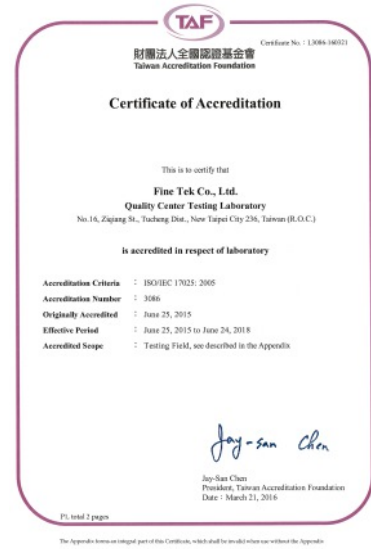 TAF
Certificate No. : L3086-160321
財團法人全國認證基金會
Taiwan Accreditation Foundation
Certificate of Accreditation
This is to certify that
Fine Tek Co., Ltd.
Quality Center Testing Laboratory
No.16, Ziqiang St., Tucheng Dist., New Taipei City 236, Taiwan (R.O.C.)
is accredited in respect of laboratory
Accreditation Criteria : ISO/IEC 17025: 2005
Accreditation Number : 3086
Originally Accredited : June 25, 2015
Effective Period : June 25, 2015 to June 24, 2018
Accredited Scope : Testing Field, see described in the Appendix
Jay-san Chen
Jay-San Chen
President, Taiwan Accreditation Foundation
Date : March 21, 2016
P1, total 2 pages
The Appendix forms an integral part of this Certificate, which shall be invalid when use without the Appendix